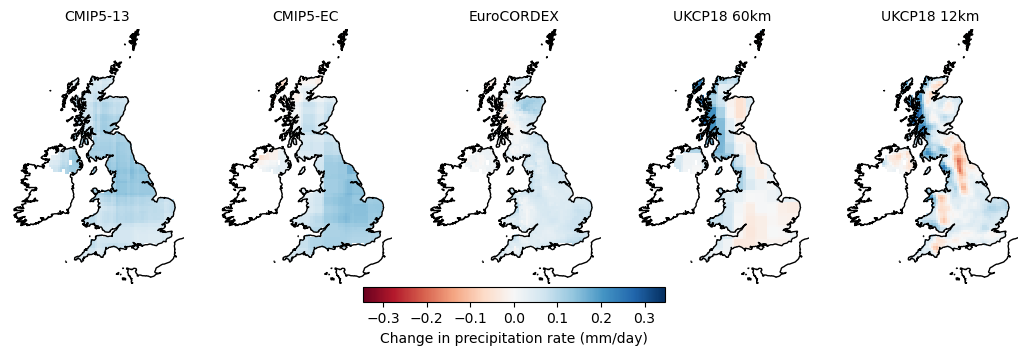 CMIP5-13 CMIP5-EC EuroCORDEX UKCP18 60km UKCP18 12km
−0.3 −0.2 −0.1 0.0 0.1 0.2 0.3
Change in precipitation rate (mm/day)